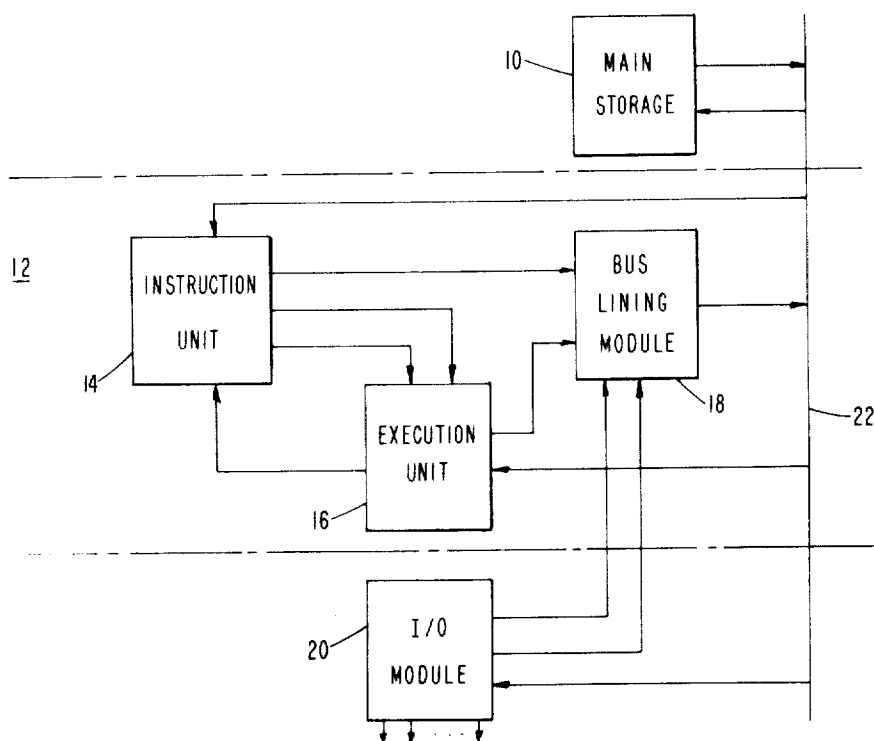 10
MAIN
STORAGE
12
INSTRUCTION
UNIT
14
BUS
LINING
MODULE
18
22
EXECUTION
UNIT
16
20
I/O
MODULE